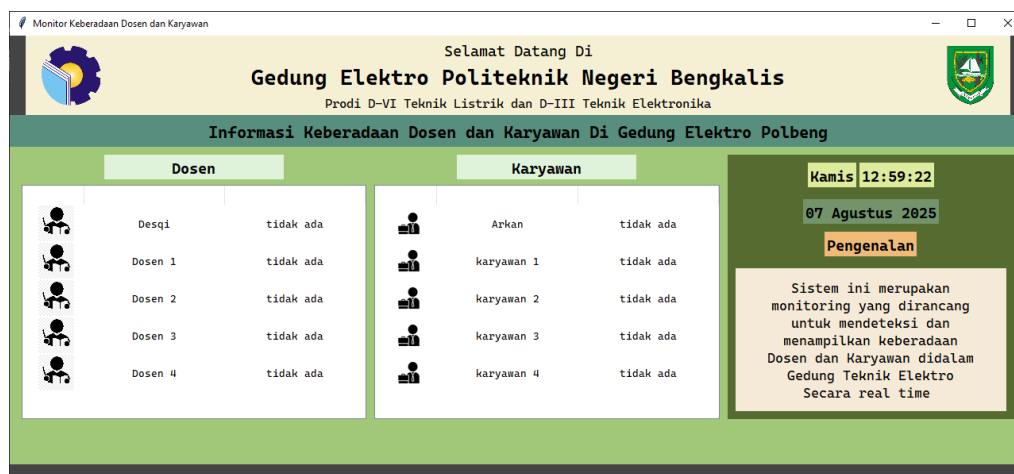 Monitor Keberadaan Dosen dan Karyawan
Selamat Datang Di
Gedung Elektro Politeknik Negeri Bengkalis
Prodi D-VI Teknik Listrik dan D-III Teknik Elektronika
Informasi Keberadaan Dosen dan Karyawan Di Gedung Elektro Polbeng
Dosen
Desqi tidak ada
Dosen 1 tidak ada
Dosen 2 tidak ada
Dosen 3 tidak ada
Dosen 4 tidak ada
Karyawan
Arkan tidak ada
karyawan 1 tidak ada
karyawan 2 tidak ada
karyawan 3 tidak ada
karyawan 4 tidak ada
Kamis 12:59:22
07 Agustus 2025
Pengenalan
Sistem ini merupakan
monitoring yang dirancang
untuk mendeteksi dan
menampilkan keberadaan
Dosen dan Karyawan didalam
Gedung Teknik Elektro
Secara real time